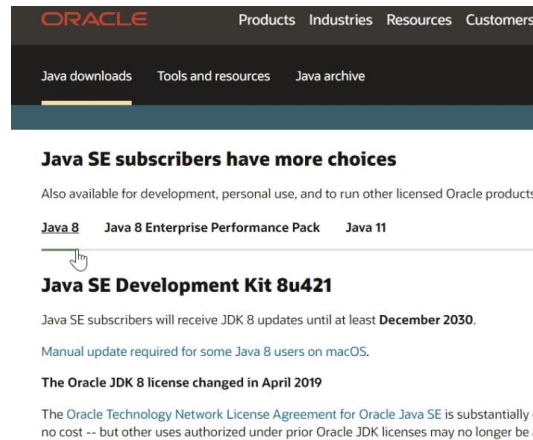 ORACLE Products Industries Resources Customers
Java downloads Tools and resources Java archive
Java SE subscribers have more choices
Also available for development, personal use, and to run other licensed Oracle products
Java 8 Java 8 Enterprise Performance Pack Java 11
Java SE Development Kit 8u421
Java SE subscribers will receive JDK 8 updates until at least December 2030.
Manual update required for some Java 8 users on macOS.
The Oracle JDK 8 license changed in April 2019
The Oracle Technology Network License Agreement for Oracle Java SE is substantially
no cost -- but other uses authorized under prior Oracle JDK licenses may no longer be